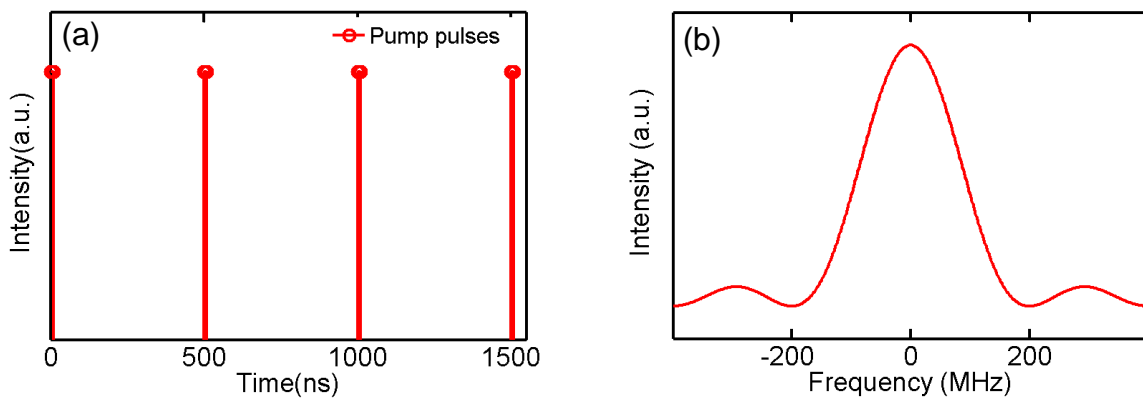 (a)
Pump pulses
Intensity(a.u.)
0 500 1000 1500
Time(ns)
(b)
Intensity (a.u.)
-200 0 200
Frequency (MHz)